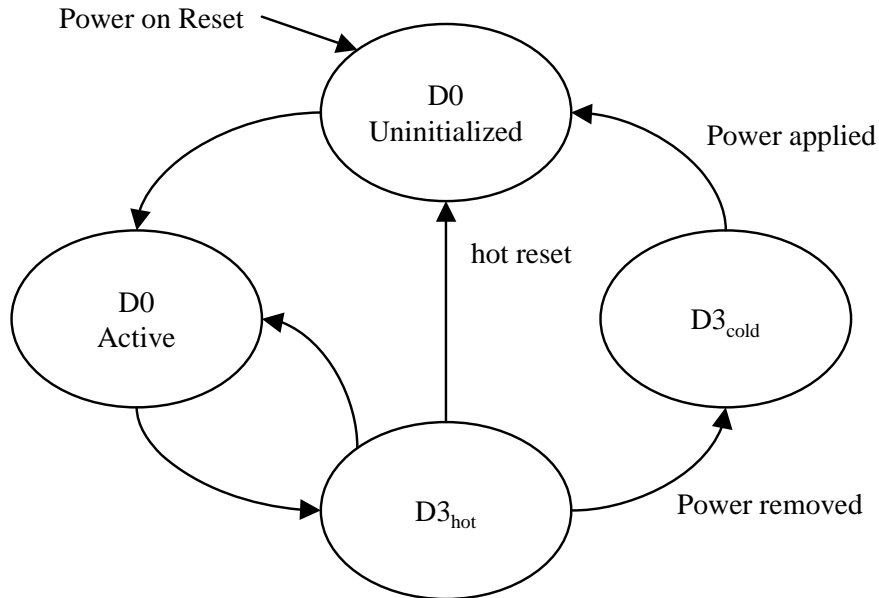 Power on Reset
D0
Uninitialized
Power applied
hot reset
D0
Active
D3cold
D3hot
Power removed